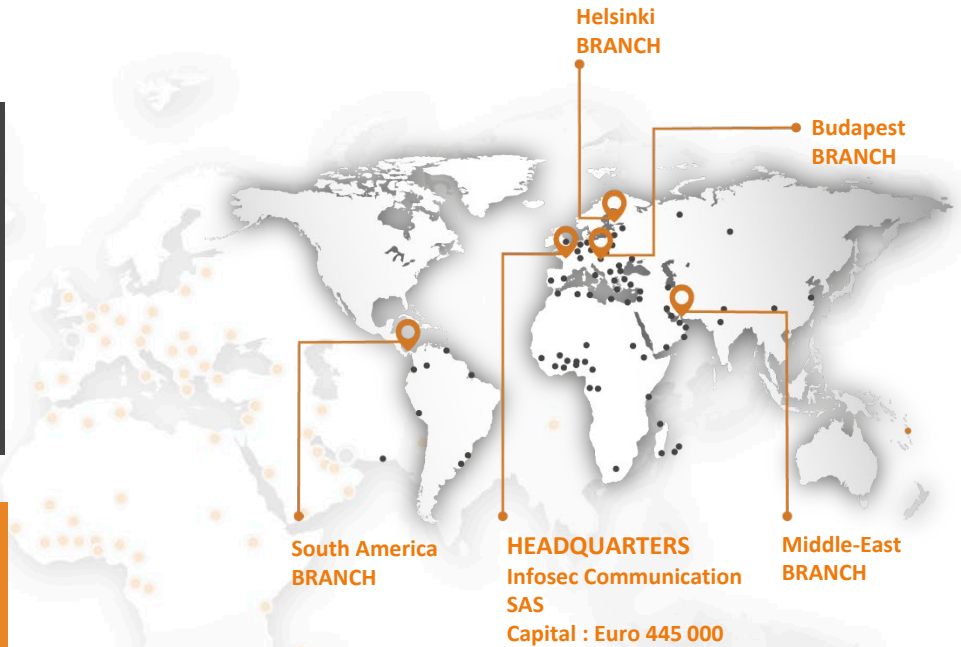 Helsinki
BRANCH
Budapest
BRANCH
South America
BRANCH
HEADQUARTERS
Infosec Communication
SAS
Capital : Euro 445 000
Middle-East
BRANCH